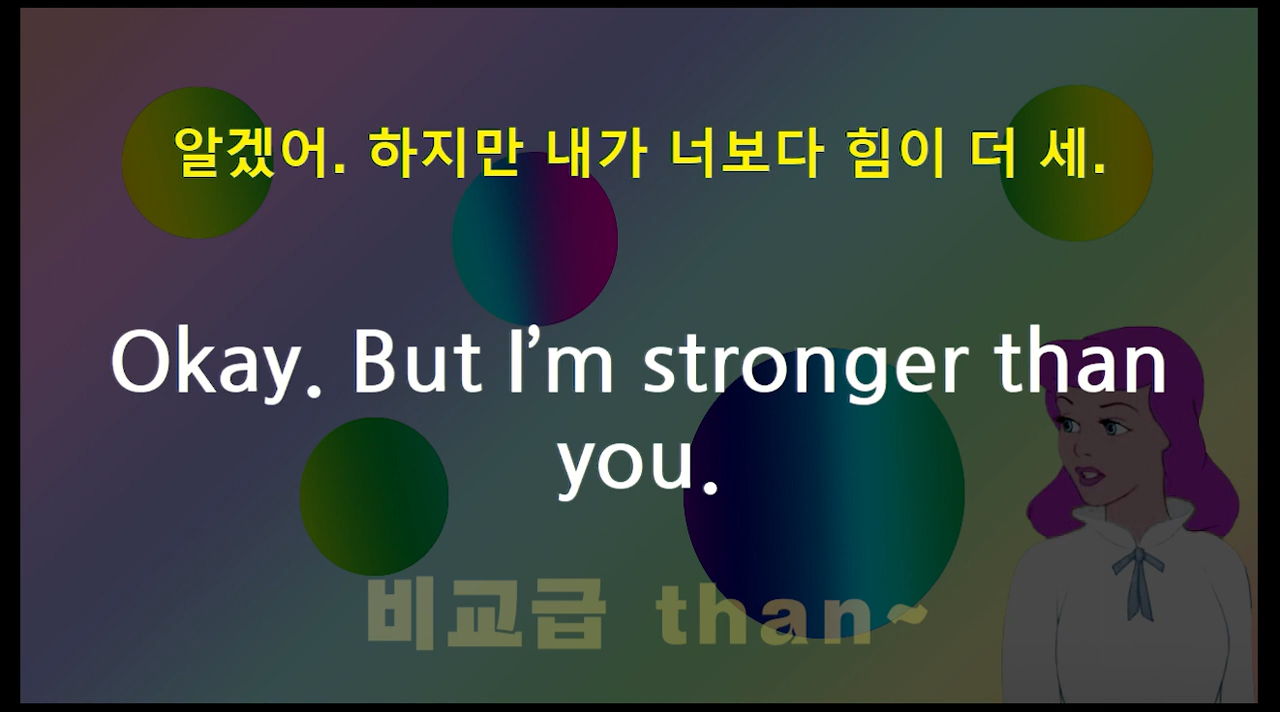 알겠어. 하지만 내가 너보다 힘이 더 세.
Okay. But I’m stronger than
you.
비교급 than~